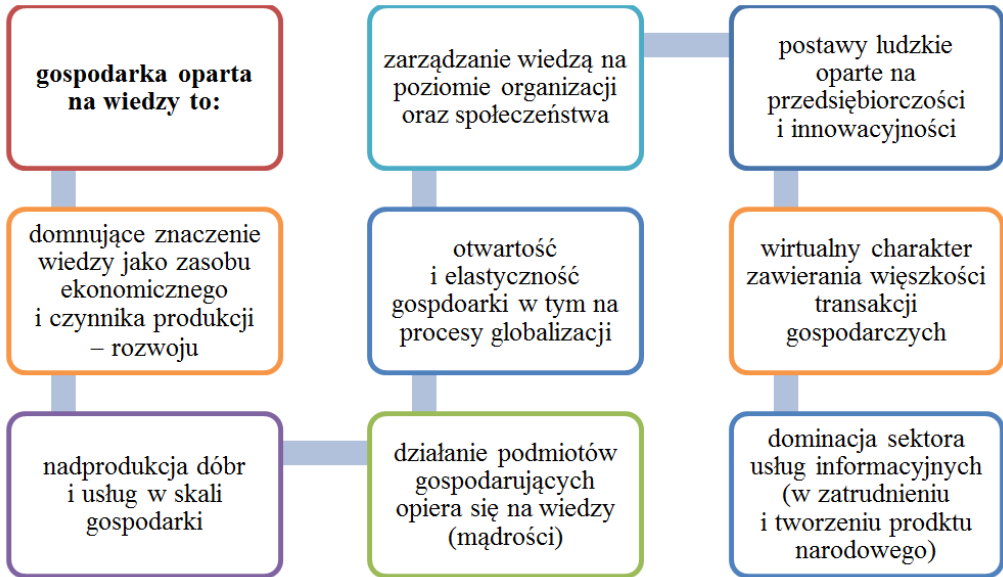 gospodarka oparta
na wiedzy to:
domnujące znaczenie
wiedzy jako zasobu
ekonomicznego
i czynnika produkcji
– rozwoju
nadprodukcja dóbr
i usług w skali
gospodarki
działanie podmiotów
gospodarujących
opiera się na wiedzy
(mądrości)
otwartość
i elastyczność
gospdoarki w tym na
procesy globalizacji
zarządzanie wiedzą na
poziomie organizacji
oraz społeczeństwa
postawy ludzkie
oparte na
przedsiębiorczości
i innowacyjności
wirtualny charakter
zawierania więszkości
transakcji
gospodarczych
dominacja sektora
usług informacyjnych
(w zatrudnieniu
i tworzeniu prodktu
narodowego)